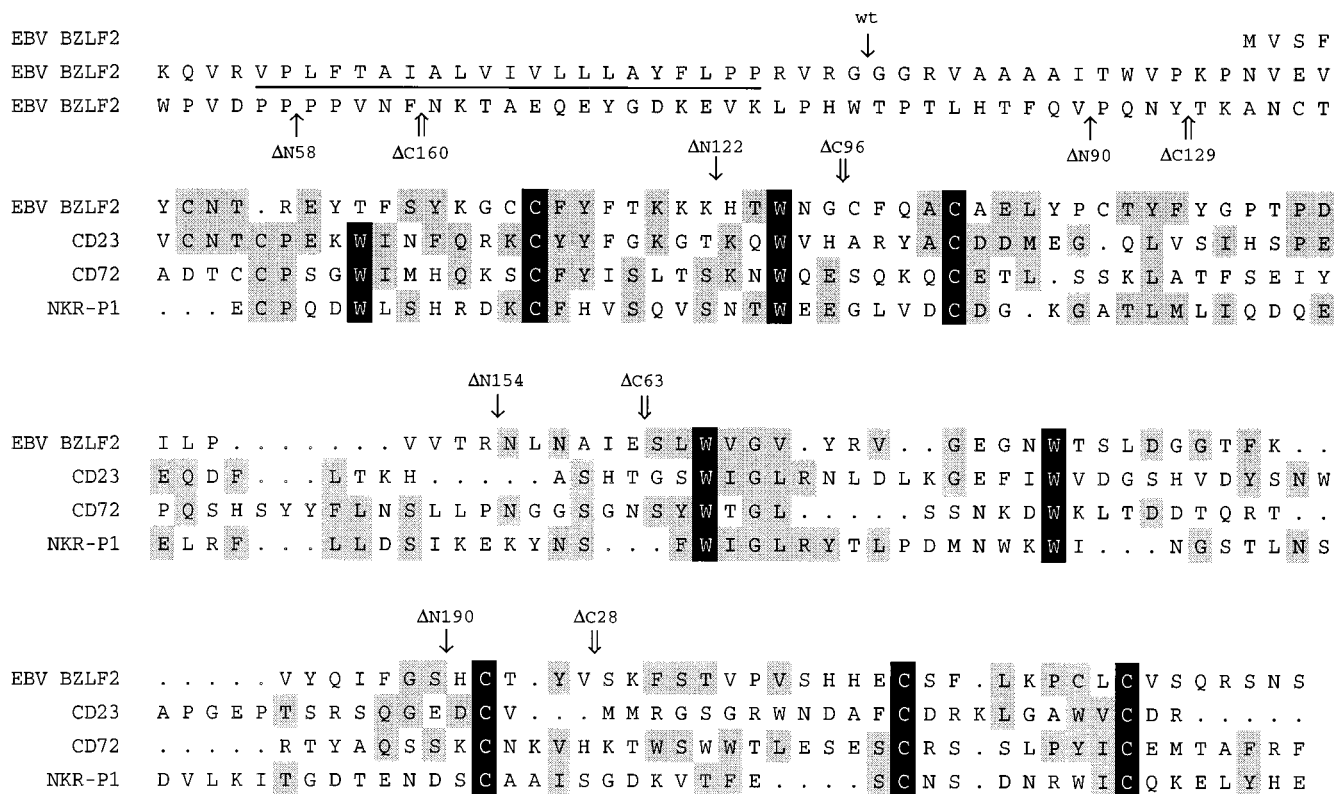 wt
EBV BZLF2 M V S F
EBV BZLF2 K Q V R V P L F T A I A L V I V L L L A Y F L P P R V R G G G R V A A A A I T W V P K P N V E V
EBV BZLF2 W P V D P P P P V N F N K T A E Q E Y G D K E V K L P H W T P T L H T F Q V P Q N Y T K A N C T
ΔN58 ΔC160 ΔN122 ΔC96 ΔN90 ΔC129
EBV BZLF2 Y C N T . R E Y T F S Y K G C C F Y F T K K K H T W N G C F Q A C A E L Y P C T Y F Y G P T P D
CD23 V C N T C P E K W I N F Q R K C Y Y F G K G T K Q W V H A R Y A C D D M E G . Q L V S I H S P E
CD72 A D T C C P S G W I M H Q K S C F Y I S L T S K N W Q E S Q K Q C E T L . S S K L A T F S E I Y
NKR-P1 . . . E C P Q D W L S H R D K C F H V S Q V S N T W E E G L V D C D G . K G A T L M L I Q D Q E
ΔN154 ΔC63
EBV BZLF2 I L P . . . . . . . V V T R N L N A I E S L W V G V . Y R V . . G E G N W T S L D G G T F K . .
CD23 E Q D F . . . L T K H . . . . . A S H T G S W I G L R N L D L K G E F I W V D G S H V D Y S N W
CD72 P Q S H S Y Y F L N S L L P N G G S G N S Y W T G L . . . . . S S N K D W K L T D D T Q R T . .
NKR-P1 E L R F . . . L L D S I K E K Y N S . . . F W I G L R Y T L P D M N W K W I . . . N G S T L N S
ΔN190 ΔC28
EBV BZLF2 . . . . . V Y Q I F G S H C T . Y V S K F S T V P V S H H E C S F . L K P C L C V S Q R S N S
CD23 A P G E P T S R S Q G E D C V . . . M M R G S G R W N D A F C D R K L G A W V C D R . . . . .
CD72 . . . . . R T Y A Q S S K C N K V H K T W S W W T L E S E S C R S . S L P Y I C E M T A F R F
NKR-P1 D V L K I T G D T E N D S C A A I S G D K V T F E . . . . S C N S . D N R W I C Q K E L Y H E